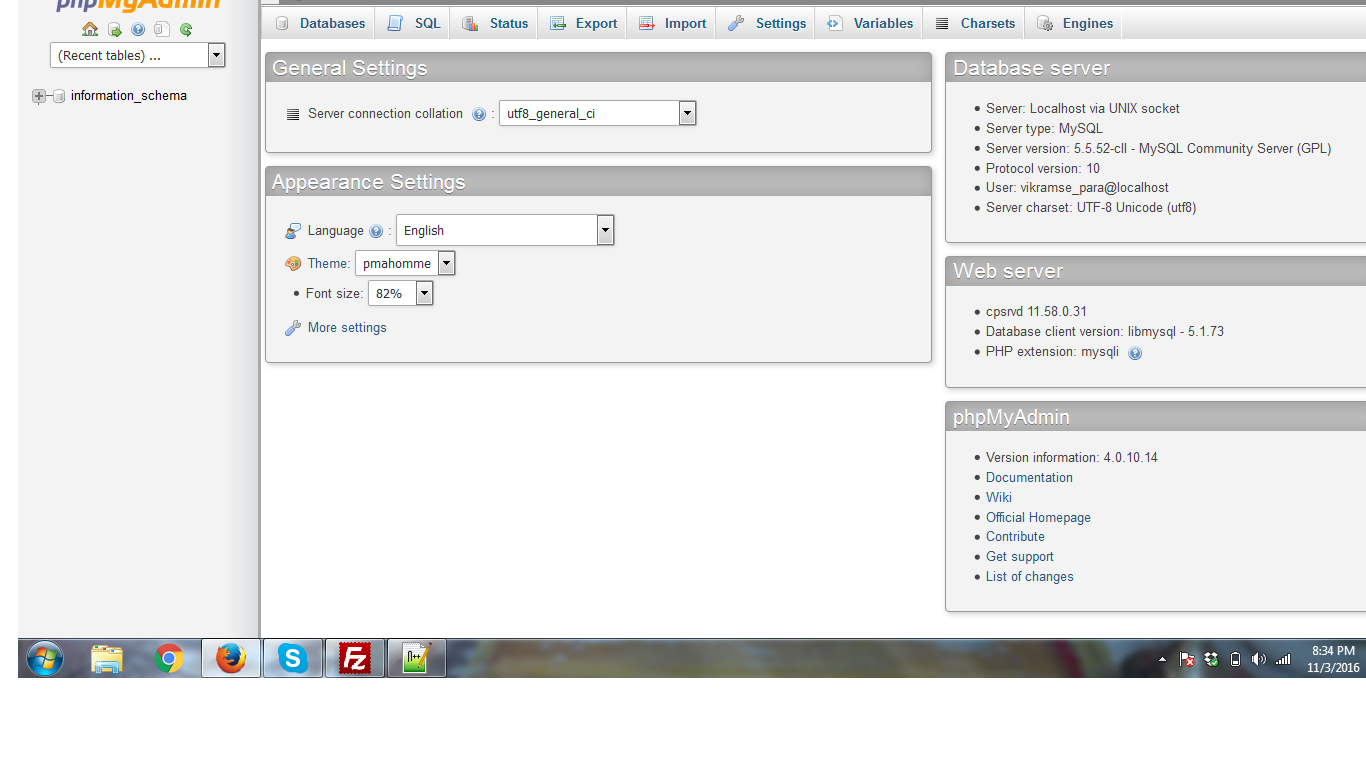 phpMyAdmin
(Recent tables) ...
information_schema
Databases SQL Status Export Import Settings Variables Charsets Engines
General Settings
Server connection collation : utf8_general_ci
Appearance Settings
Language : English
Theme: pmahomme
Font size: 82%
More settings
Database server
Server: Localhost via UNIX socket
Server type: MySQL
Server version: 5.5.52-cll - MySQL Community Server (GPL)
Protocol version: 10
User: vikramse_para@localhost
Server charset: UTF-8 Unicode (utf8)
Web server
cpsrvd 11.58.0.31
Database client version: libmysql - 5.1.73
PHP extension: mysqli
phpMyAdmin
Version information: 4.0.10.14
Documentation
Wiki
Official Homepage
Contribute
Get support
List of changes
8:34 PM
11/3/2016